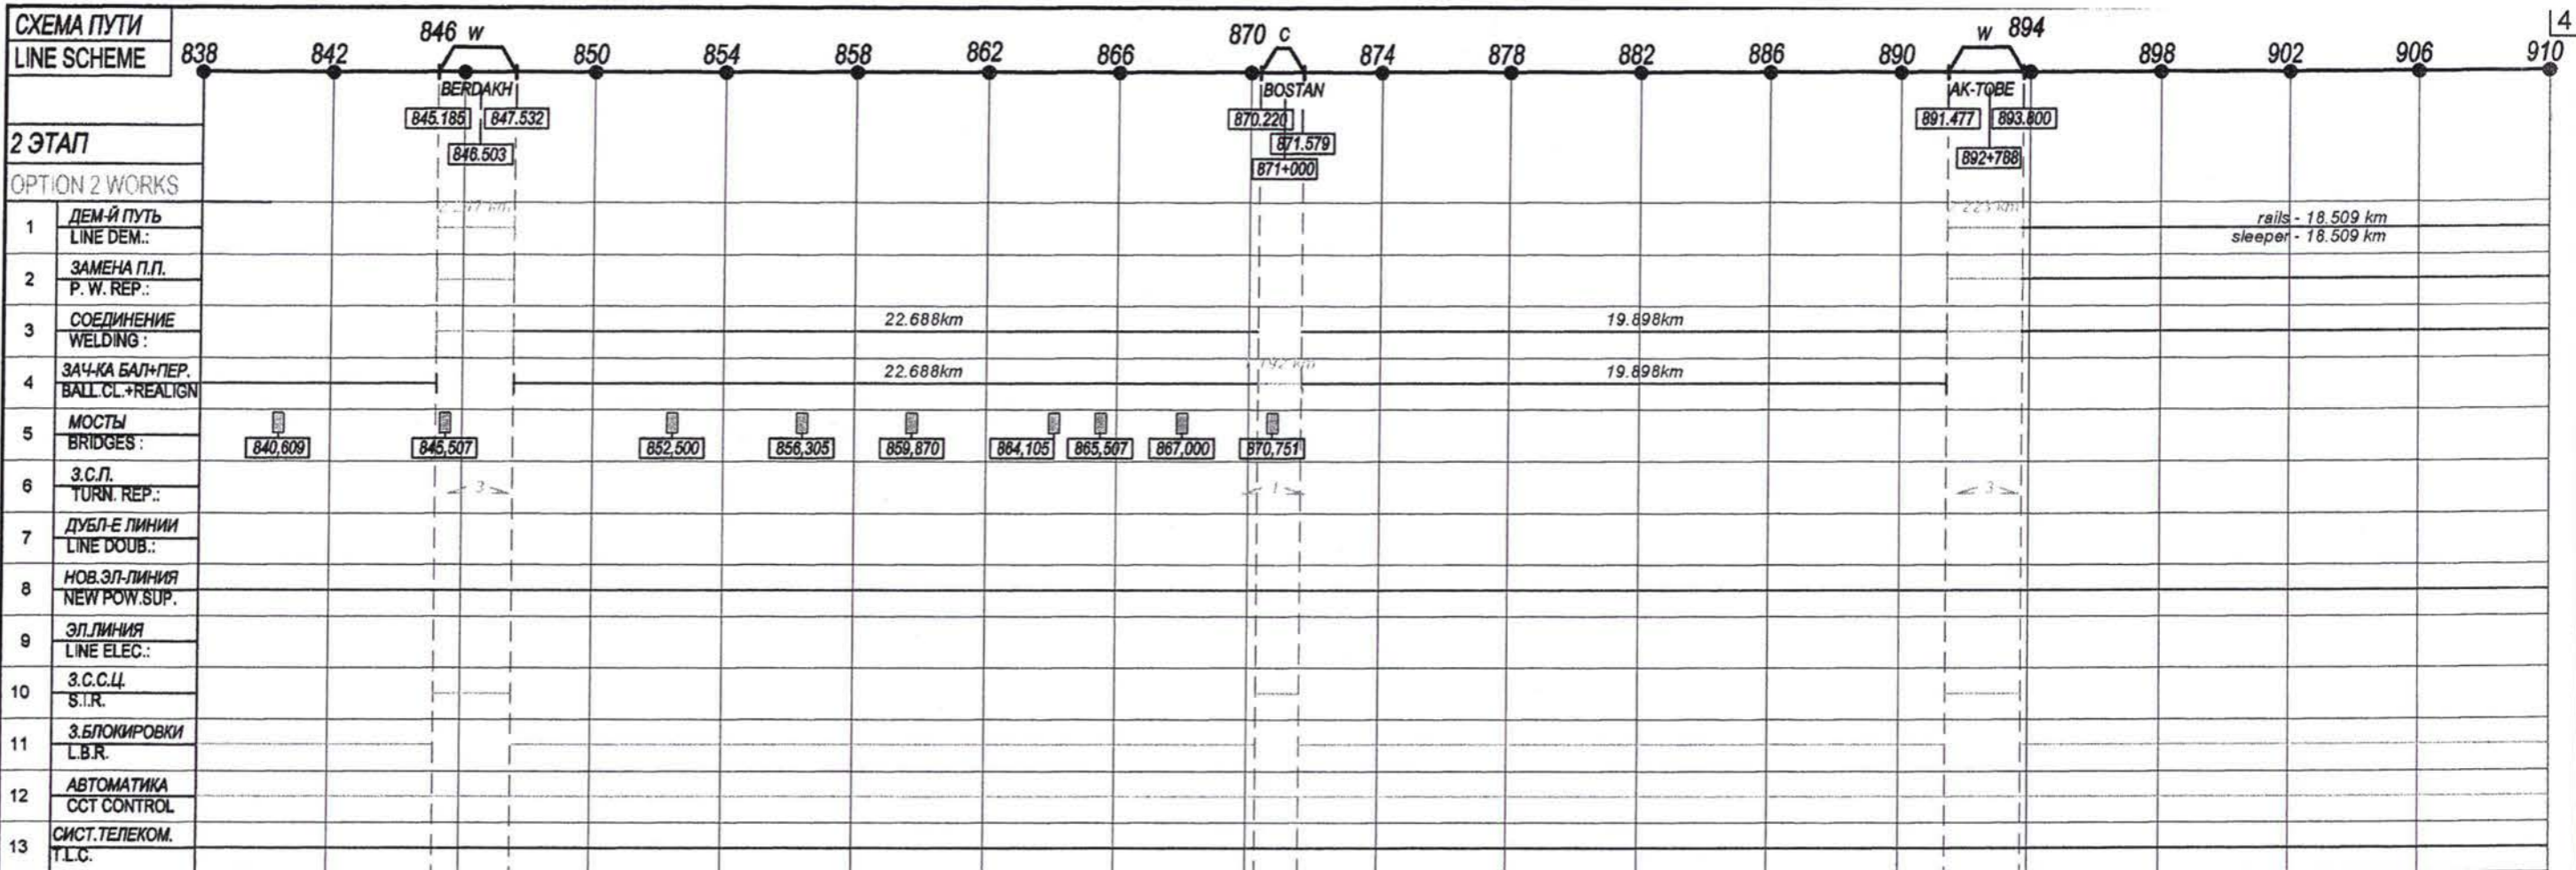 СХЕМА ПУТИ
LINE SCHEME
4
838 842 846 W 850 854 858 862 866 870 C 874 878 882 886 890 W 894 898 902 906 910
BERDAKH BOSTAN AK-TOBE
845.185 847.532 870.220 891.477 893.800
2 ЭТАП
846.503 871.579 892+788
871+000
OPTION 2 WORKS
1 ДЕМ-Й ПУТЬ
LINE DEM.:
rails - 18.509 km
sleeper - 18.509 km
2 ЗАМЕНА П.П.
P. W. REP.:
3 СОЕДИНЕНИЕ
WELDING :
22.688km 19.898km
4 ЗАЧ-КА БАЛ+ПЕР.
BALL.CL.+REALIGN
22.688km 19.898km
5 МОСТЫ
BRIDGES :
840,609 845,507 852,500 856,305 859,870 864,105 865,507 867,000 870,751
6 З.С.П.
TURN. REP.:
3 1 3
7 ДУБЛ-Е ЛИНИИ
LINE DOUB.:
8 НОВ.ЭЛ-ЛИНИЯ
NEW POW.SUP.
9 ЭЛ.ЛИНИЯ
LINE ELEC.:
10 З.С.С.Ц.
S.I.R.
11 З.БЛОКИРОВКИ
L.B.R.
12 АВТОМАТИКА
CCT CONTROL
13 СИСТ.ТЕЛЕКОМ.
T.L.C.